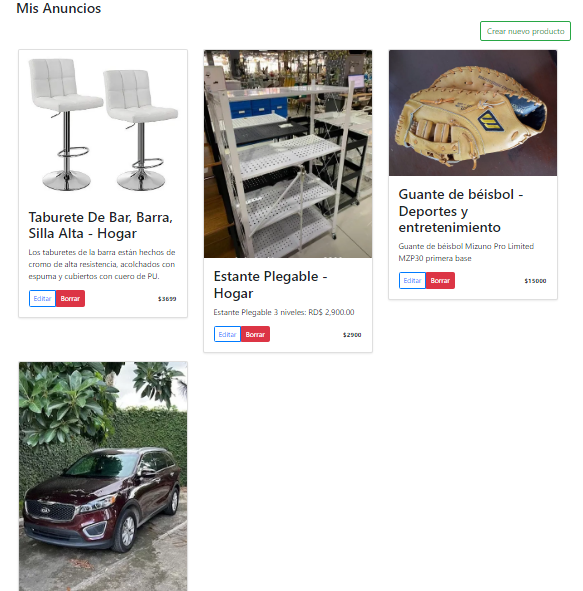 Mis Anuncios
Crear nuevo producto
Taburete De Bar, Barra,
Silla Alta - Hogar
Los taburetes de la barra están hechos de
cromo de alta resistencia, acolchados con
espuma y cubiertos con cuero de PU.
Editar Borrar $3699
Estante Plegable -
Hogar
Estante Plegable 3 niveles: RD$ 2,900.00
Editar Borrar $2900
Guante de béisbol -
Deportes y
entretenimiento
Guante de béisbol Mizuno Pro Limited
MZP30 primera base
Editar Borrar $15000
KIA